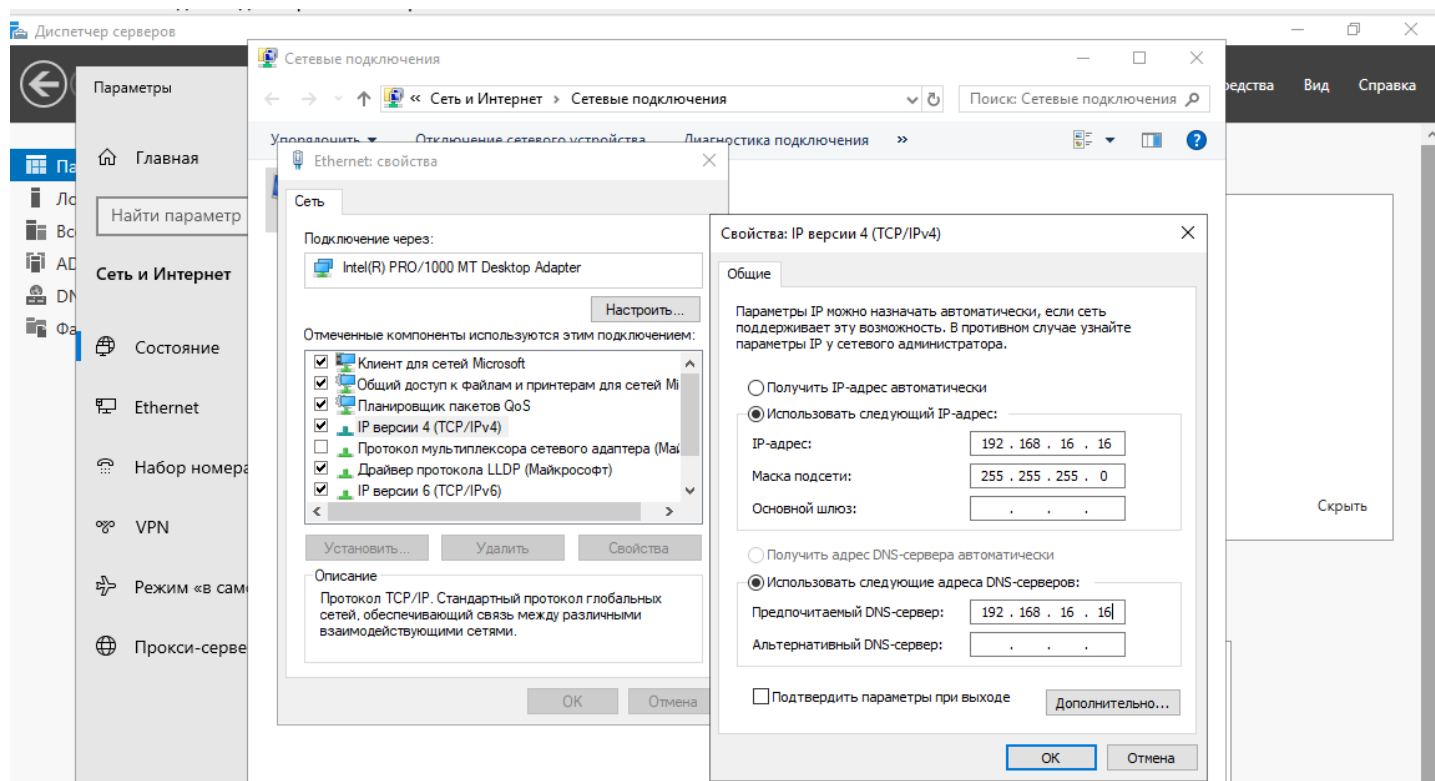 Диспетчер серверов
Сетевые подключения
« Сеть и Интернет > Сетевые подключения
Поиск: Сетевые подключения
Вид
Справка
Параметры
Упорядочить
Отключение сетевого устройства
Диагностика подключения
»
Главная
Найти параметр
Сеть и Интернет
Состояние
Ethernet
Набор номера
VPN
Режим «в сам
Прокси-серве
Па
Ло
Вс
AD
DN
Фа
Ethernet: свойства
Сеть
Подключение через:
Intel(R) PRO/1000 MT Desktop Adapter
Настроить...
Отмеченные компоненты используются этим подключением:
Клиент для сетей Microsoft
Общий доступ к файлам и принтерам для сетей Mi
Планировщик пакетов QoS
IP версии 4 (TCP/IPv4)
Протокол мультиплексора сетевого адаптера (Май
Драйвер протокола LLDP (Майкрософт)
IP версии 6 (TCP/IPv6)
Установить...
Удалить
Свойства
Описание
Протокол TCP/IP. Стандартный протокол глобальных
сетей, обеспечивающий связь между различными
взаимодействующими сетями.
OK
Отмена
Свойства: IP версии 4 (TCP/IPv4)
Общие
Параметры IP можно назначать автоматически, если сеть
поддерживает эту возможность. В противном случае узнайте
параметры IP у сетевого администратора.
Получить IP-адрес автоматически
Использовать следующий IP-адрес:
IP-адрес: 192 . 168 . 16 . 16
Маска подсети: 255 . 255 . 255 . 0
Основной шлюз: . . .
Получить адрес DNS-сервера автоматически
Использовать следующие адреса DNS-серверов:
Предпочитаемый DNS-сервер: 192 . 168 . 16 . 16
Альтернативный DNS-сервер: . . .
Подтвердить параметры при выходе
Дополнительно...
OK
Отмена
Скрыть